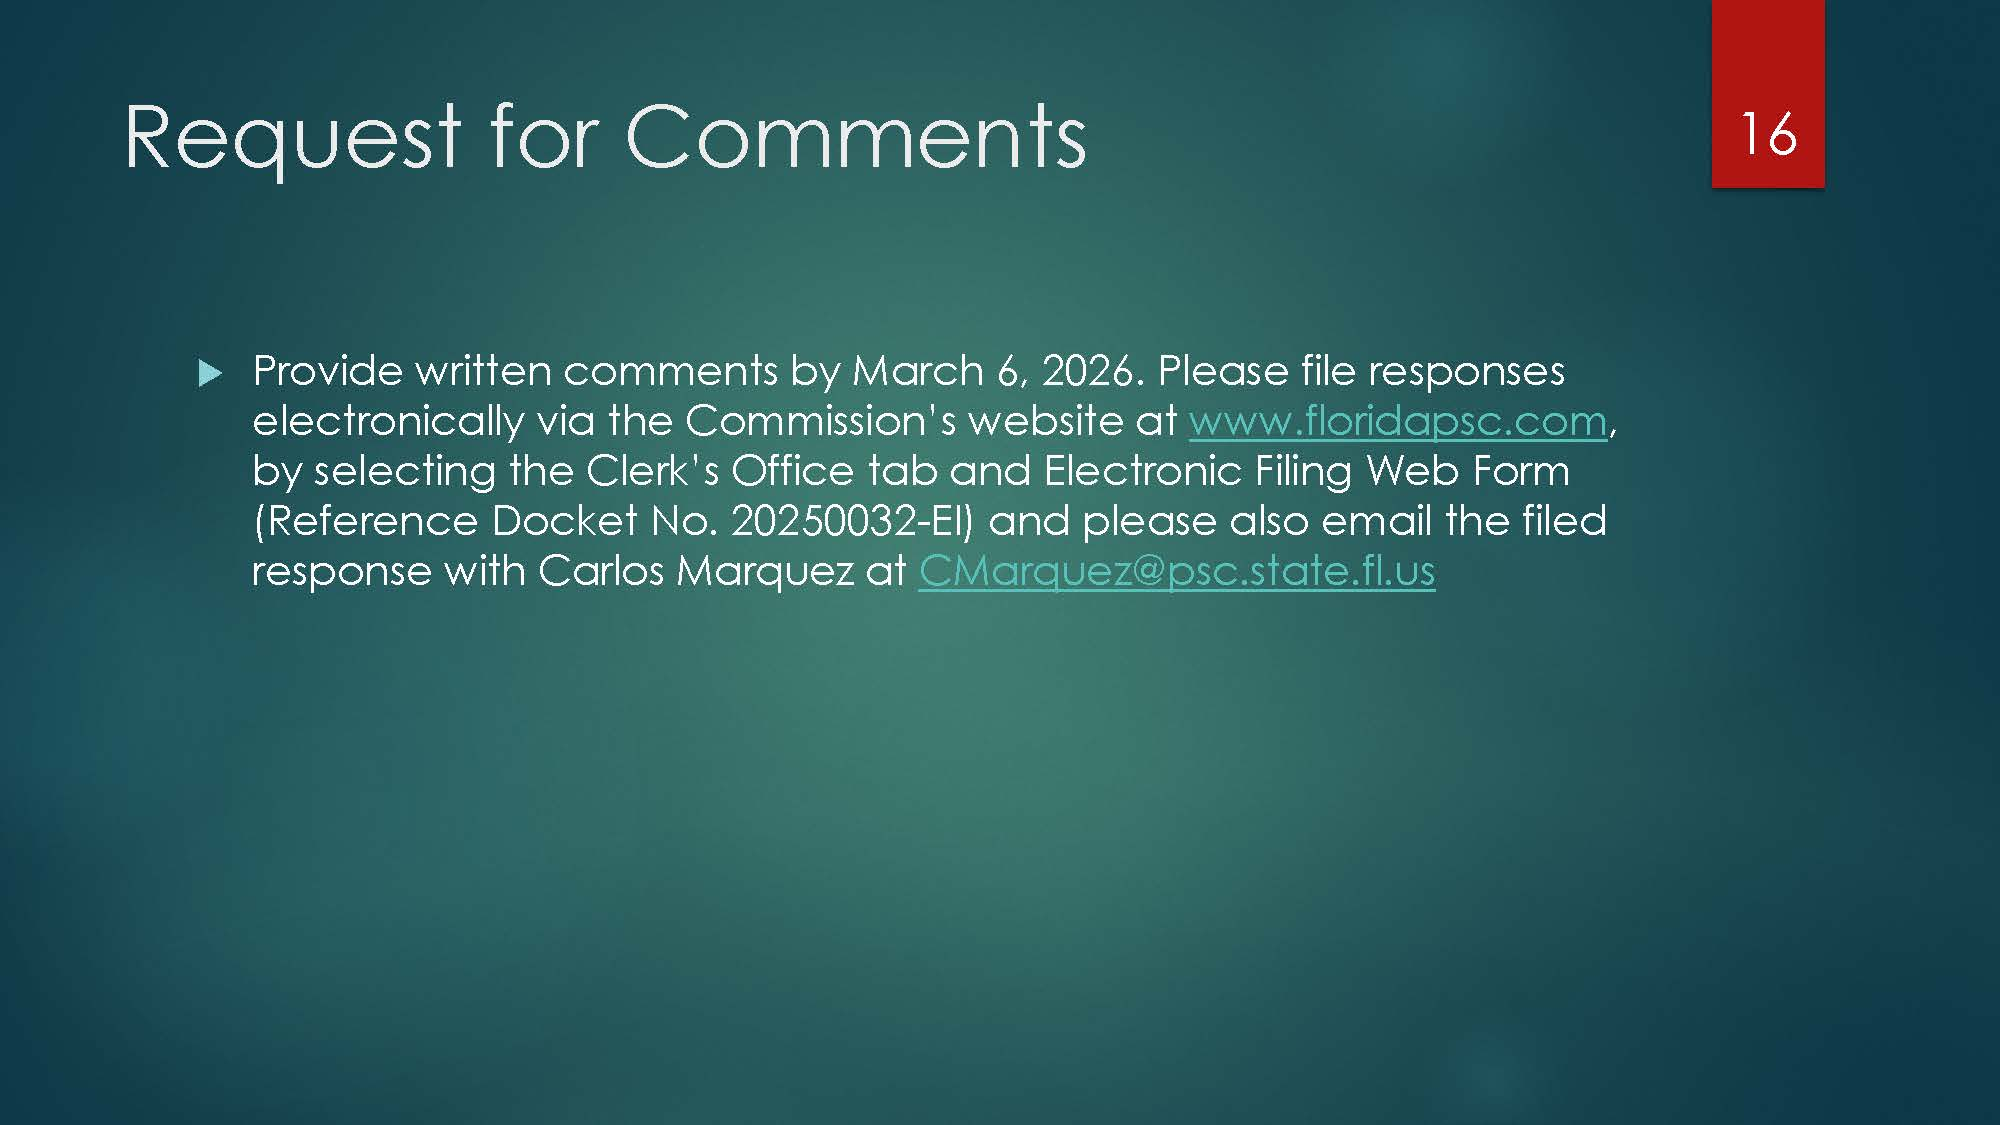 Request for Comments
16
Provide written comments by March 6, 2026. Please file responses
electronically via the Commission's website at www.floridapsc.com,
by selecting the Clerk's Office tab and Electronic Filing Web Form
(Reference Docket No. 20250032-EI) and please also email the filed
response with Carlos Marquez at CMarquez@psc.state.fl.us